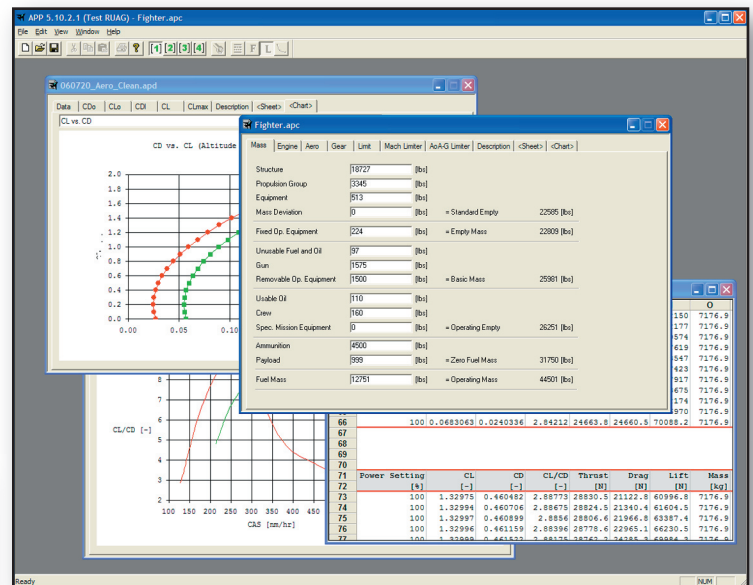 APP 5.10.2.1 (Test RUAG) - Fighter.apc
File Edit View Window Help
[1] [2] [3] [4] F L
060720_Aero_Clean.apd
Data CDo CLo CDI CL CLmax Description <Sheet> <Chart>
CL vs. CD
CD vs. CL (Altitude
2.0
1.8
1.6
1.4
1.2
1.0
0.8
0.6
0.4
0.2
0.0
0.00 0.05 0.10
Fighter.apc
Mass Engine Aero Gear Limit Mach Limiter AoA-G Limiter Description <Sheet> <Chart>
Structure 18727 [lbs]
Propulsion Group 3345 [lbs]
Equipment 513 [lbs]
Mass Deviation 0 [lbs] = Standard Empty 22585 [lbs]
Fixed Op. Equipment 224 [lbs] = Empty Mass 22809 [lbs]
Unusable Fuel and Oil 97 [lbs]
Gun 1575 [lbs]
Removable Op. Equipment 1500 [lbs] = Basic Mass 25981 [lbs]
Usable Oil 110 [lbs]
Crew 160 [lbs]
Spec. Mission Equipment 0 [lbs] = Operating Empty 26251 [lbs]
Ammunition 4500 [lbs]
Payload 999 [lbs] = Zero Fuel Mass 31750 [lbs]
Fuel Mass 12751 [lbs] = Operating Mass 44501 [lbs]
O
150 7176.9
177 7176.9
574 7176.9
619 7176.9
547 7176.9
423 7176.9
917 7176.9
675 7176.9
174 7176.9
970 7176.9
66 100 0.0683063 0.0240336 2.84212 24663.8 24660.5 70088.2 7176.9
67
68
69
70
71 Power Setting CL CD CL/CD Thrust Drag Lift Mass
72 [%] [-] [-] [-] [N] [N] [N] [kg]
73 100 1.32975 0.460482 2.88773 28830.5 21122.8 60996.8 7176.9
74 100 1.32994 0.460706 2.88675 28824.5 21340.4 61604.5 7176.9
75 100 1.32997 0.460899 2.8856 28806.6 21966.8 63387.4 7176.9
76 100 1.32996 0.461159 2.88396 28778.6 22965.1 66230.5 7176.9
8
7
6
CL/CD [-]
5
4
3
2
100 150 200 250 300 350 400 450
CAS [nm/hr]
Ready NUM